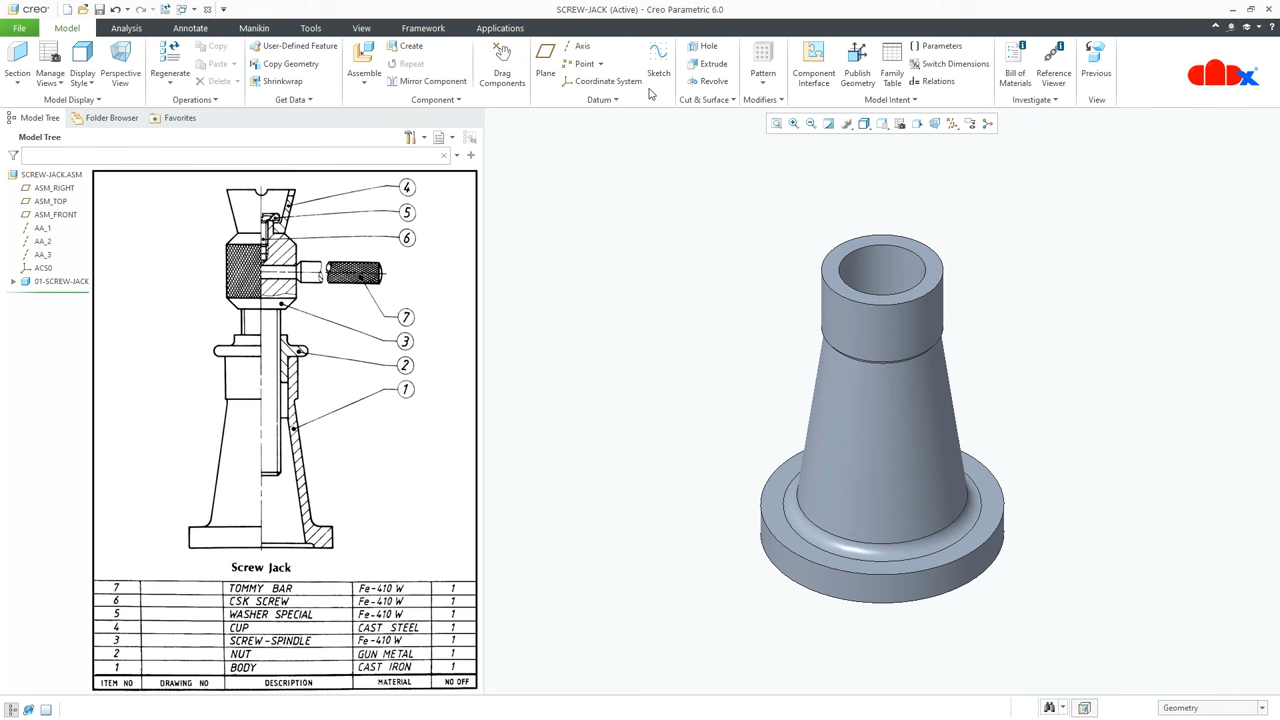 creo
SCREW-JACK (Active) - Creo Parametric 6.0
File Model Analysis Annotate Manikin Tools View Framework Applications
Section
Manage Views
Display Style
Perspective View
Model Display
Regenerate
Copy
Paste
Delete
Operations
User-Defined Feature
Copy Geometry
Shrinkwrap
Get Data
Assemble
Create
Repeat
Mirror Component
Component
Drag Components
Plane
Axis
Point
Coordinate System
Sketch
Datum
Hole
Extrude
Revolve
Cut & Surface
Pattern
Modifiers
Component Interface
Publish Geometry
Family Table
Parameters
Switch Dimensions
Relations
Model Intent
Bill of Materials
Reference Viewer
Investigate
Previous
View
Model Tree Folder Browser Favorites
Model Tree
SCREW-JACK.ASM
ASM_RIGHT
ASM_TOP
ASM_FRONT
AA_1
AA_2
AA_3
ACS0
01-SCREW-JACK
4
5
6
7
3
2
1
Screw Jack
7 TOMMY BAR Fe-410 W 1
6 CSK SCREW Fe-410 W 1
5 WASHER SPECIAL Fe-410 W 1
4 CUP CAST STEEL 1
3 SCREW-SPINDLE Fe-410 W 1
2 NUT GUN METAL 1
1 BODY CAST IRON 1
ITEM NO DRAWING NO DESCRIPTION MATERIAL NO OFF
Geometry